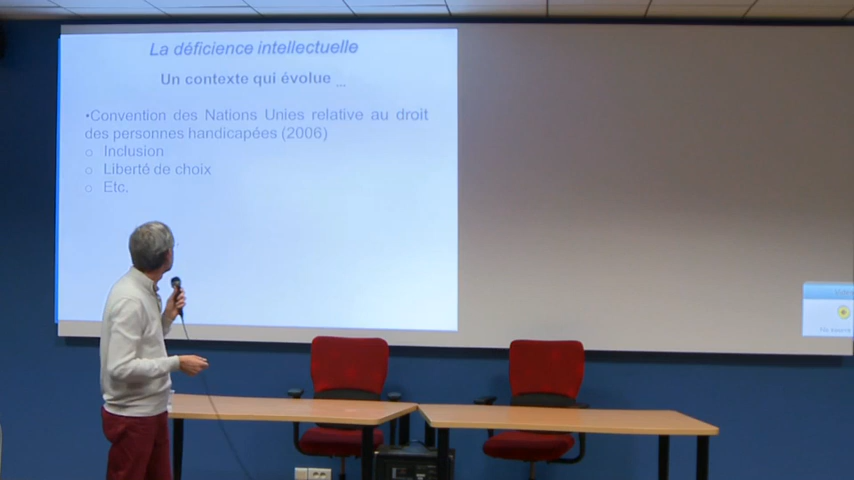 La déficience intellectuelle
Un contexte qui évolue ...
•Convention des Nations Unies relative au droit
des personnes handicapées (2006)
o Inclusion
o Liberté de choix
o Etc.